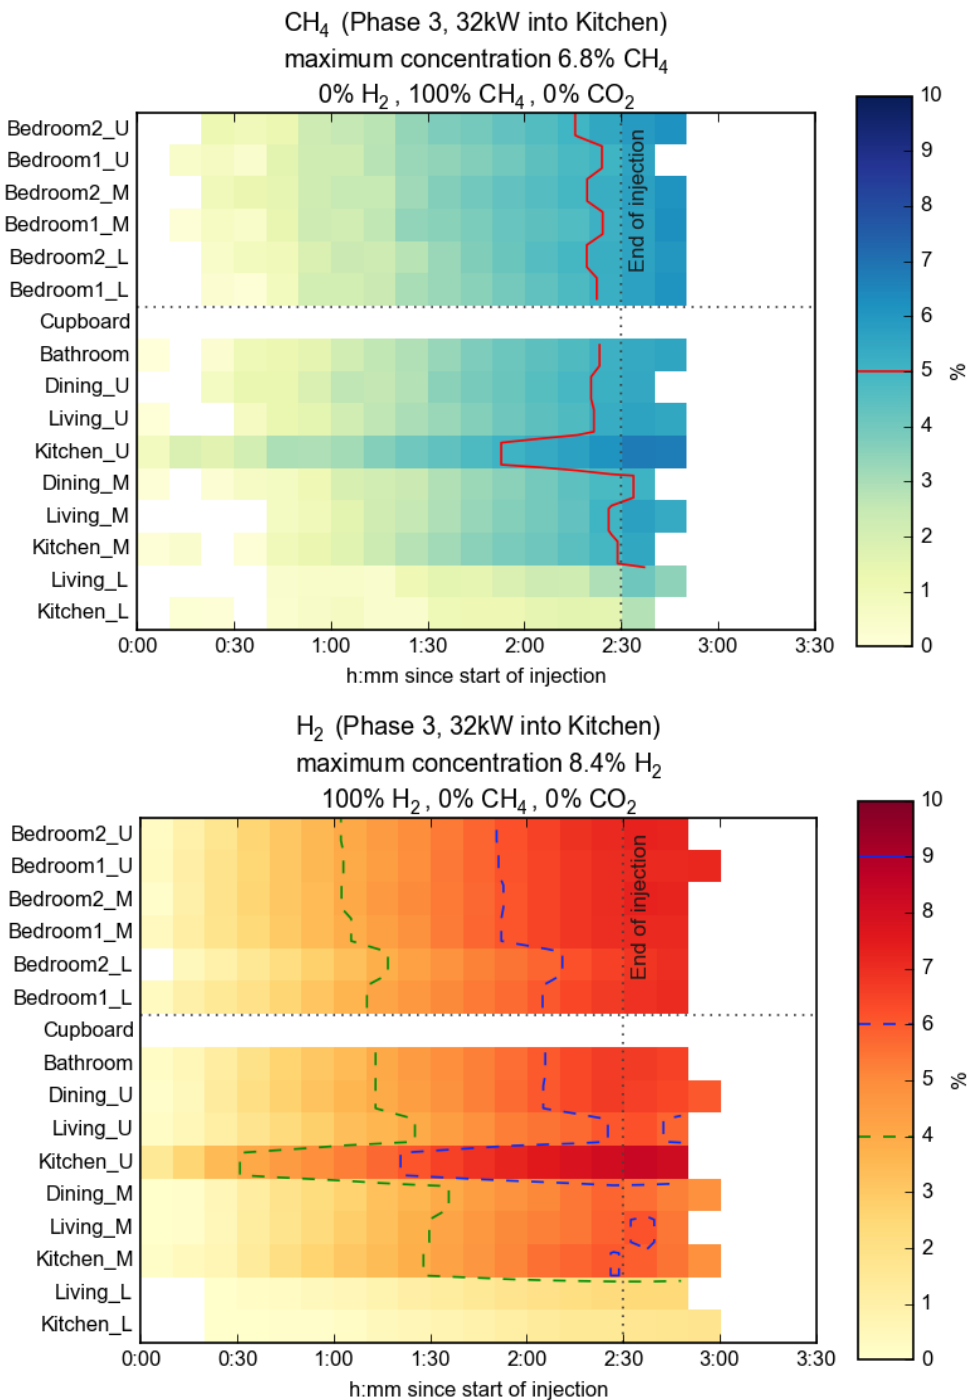 CH₄ (Phase 3, 32kW into Kitchen)
maximum concentration 6.8% CH₄
0% H₂ , 100% CH₄ , 0% CO₂
Bedroom2_U
Bedroom1_U
Bedroom2_M
Bedroom1_M
Bedroom2_L
Bedroom1_L
Cupboard
Bathroom
Dining_U
Living_U
Kitchen_U
Dining_M
Living_M
Kitchen_M
Living_L
Kitchen_L
End of injection
0:00 0:30 1:00 1:30 2:00 2:30 3:00 3:30
h:mm since start of injection
10
9
8
7
6
5
4
3
2
1
0
%
H₂ (Phase 3, 32kW into Kitchen)
maximum concentration 8.4% H₂
100% H₂ , 0% CH₄ , 0% CO₂
Bedroom2_U
Bedroom1_U
Bedroom2_M
Bedroom1_M
Bedroom2_L
Bedroom1_L
Cupboard
Bathroom
Dining_U
Living_U
Kitchen_U
Dining_M
Living_M
Kitchen_M
Living_L
Kitchen_L
End of injection
0:00 0:30 1:00 1:30 2:00 2:30 3:00 3:30
h:mm since start of injection
10
9
8
7
6
5
4
3
2
1
0
%